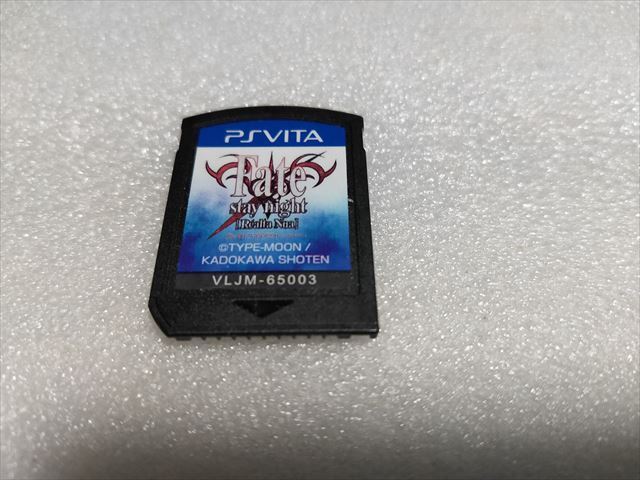 PSVITA
Fate
stay night
[Réalta Nua]
©TYPE-MOON /
KADOKAWA SHOTEN
VLJM-65003